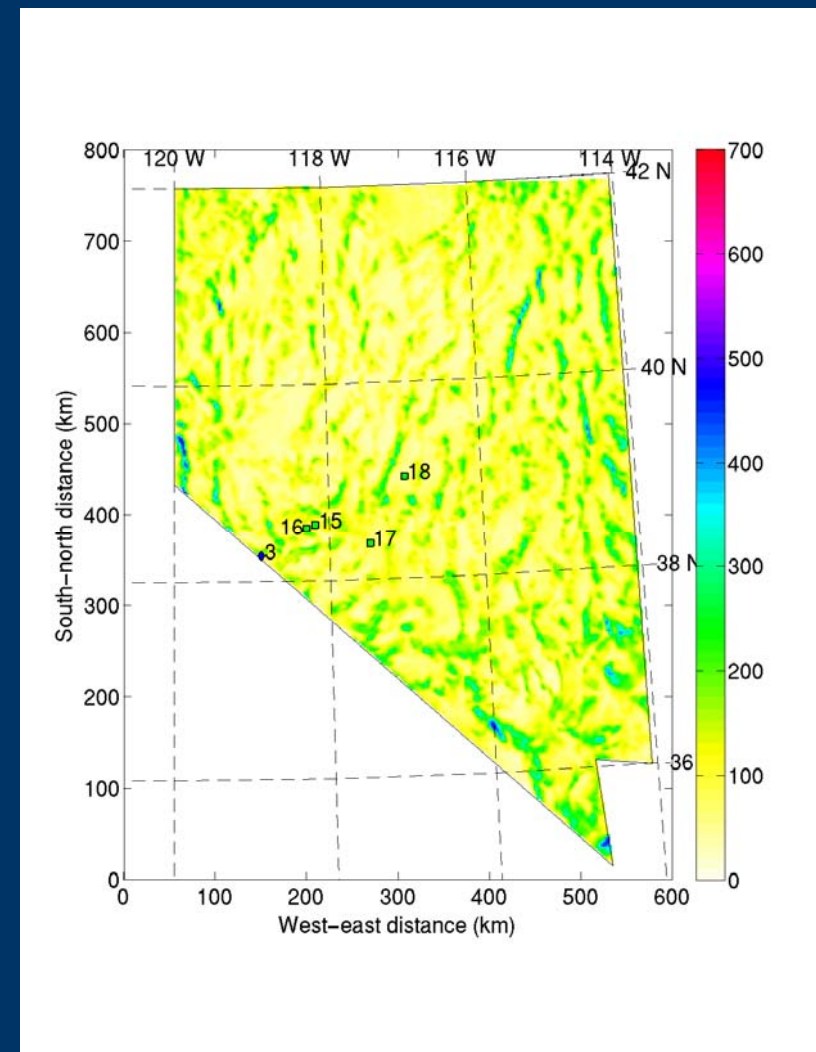 800 120 W 118 W 116 W 114 W 42 N 700
700 600
600 40 N 500
500 400
18
400 16 15 17
3 38 N 300
300
200 200
100 36 100
0 0
0 100 200 300 400 500 600
West-east distance (km)
South-north distance (km)